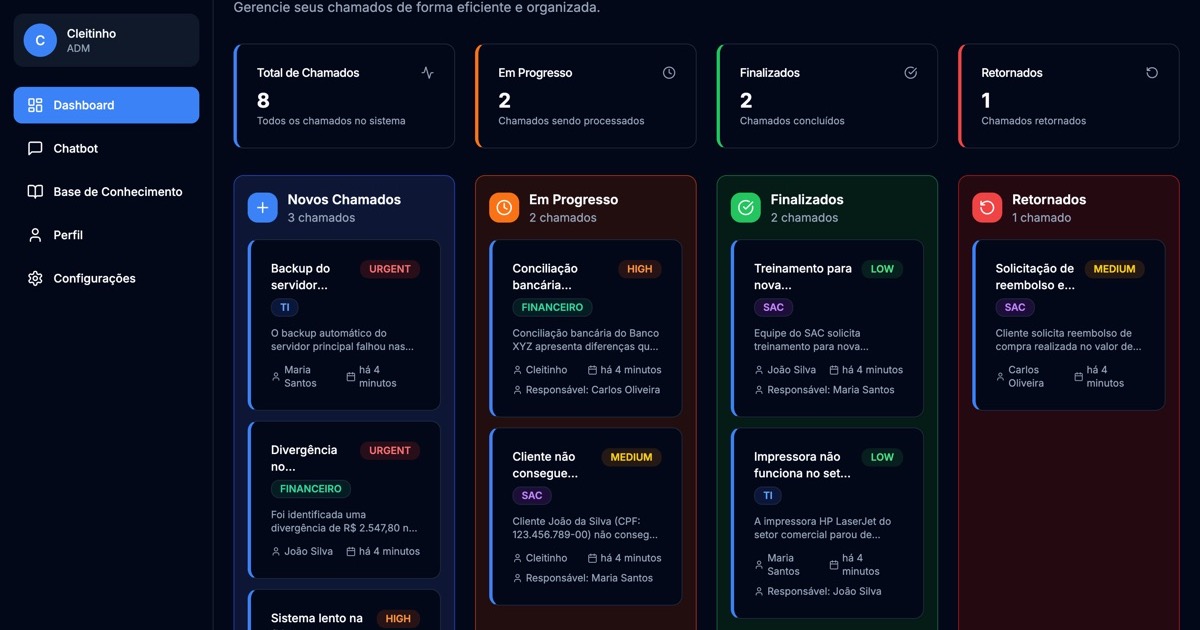 Gerencie seus chamados de forma eficiente e organizada.
C
Cleitinho
ADM
Dashboard
Chatbot
Base de Conhecimento
Perfil
Configurações
Total de Chamados
8
Todos os chamados no sistema
Em Progresso
2
Chamados sendo processados
Finalizados
2
Chamados concluídos
Retornados
1
Chamados retornados
Novos Chamados
3 chamados
Backup do
servidor...
URGENT
TI
O backup automático do
servidor principal falhou nas...
Maria
Santos
há 4
minutos
Divergência
no...
URGENT
FINANCEIRO
Foi identificada uma
divergência de R$ 2.547,80 n...
João Silva
há 4 minutos
Sistema lento na
HIGH
Em Progresso
2 chamados
Conciliação
bancária...
HIGH
FINANCEIRO
Conciliação bancária do Banco
XYZ apresenta diferenças qu...
Cleitinho
há 4 minutos
Responsável: Carlos Oliveira
Cliente não
consegue...
MEDIUM
SAC
Cliente João da Silva (CPF:
123.456.789-00) não conseg...
Cleitinho
há 4 minutos
Responsável: Maria Santos
Finalizados
2 chamados
Treinamento para
nova...
LOW
SAC
Equipe do SAC solicita
treinamento para nova...
João Silva
há 4 minutos
Responsável: Maria Santos
Impressora não
funciona no set...
LOW
TI
A impressora HP LaserJet do
setor comercial parou de...
Maria
Santos
há 4
minutos
Responsável: João Silva
Retornados
1 chamado
Solicitação de
reembolso e...
MEDIUM
SAC
Cliente solicita reembolso de
compra realizada no valor de...
Carlos
Oliveira
há 4
minutos